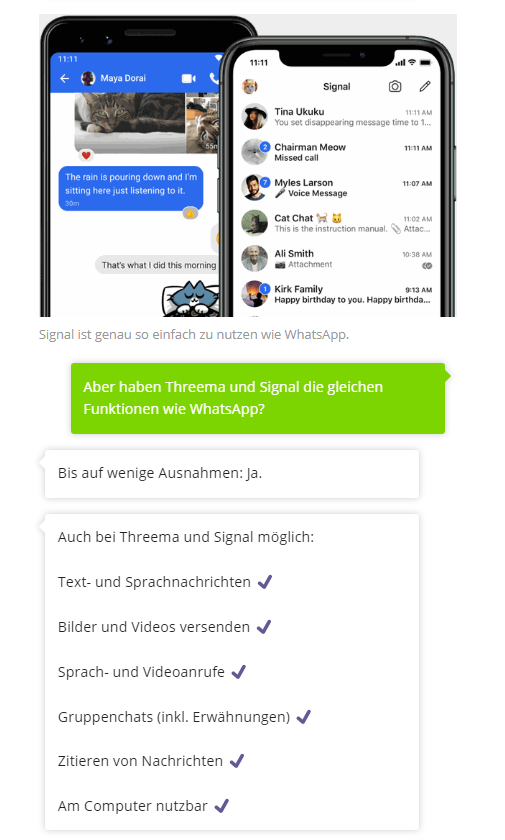 11:11
Maya Dorai
55m
The rain is pouring down and I'm
sitting here just listening to it.
30m
That's what I did this morning
11:11
Signal
Tina Ukuku
11:11 AM
You set disappearing message time to 1...
2
Chairman Meow
11:11 AM
Missed call
7
Myles Larson
11:07 AM
Voice Message
Cat Chat
11:02 AM
This is the instruction manual. Attac...
Ali Smith
10:38 AM
Attachment
1
Kirk Family
9:13 AM
Happy birthday to you. Happy birthda...
Signal ist genau so einfach zu nutzen wie WhatsApp.
Aber haben Threema und Signal die gleichen
Funktionen wie WhatsApp?
Bis auf wenige Ausnahmen: Ja.
Auch bei Threema und Signal möglich:
Text- und Sprachnachrichten
Bilder und Videos versenden
Sprach- und Videoanrufe
Gruppenchats (inkl. Erwähnungen)
Zitieren von Nachrichten
Am Computer nutzbar